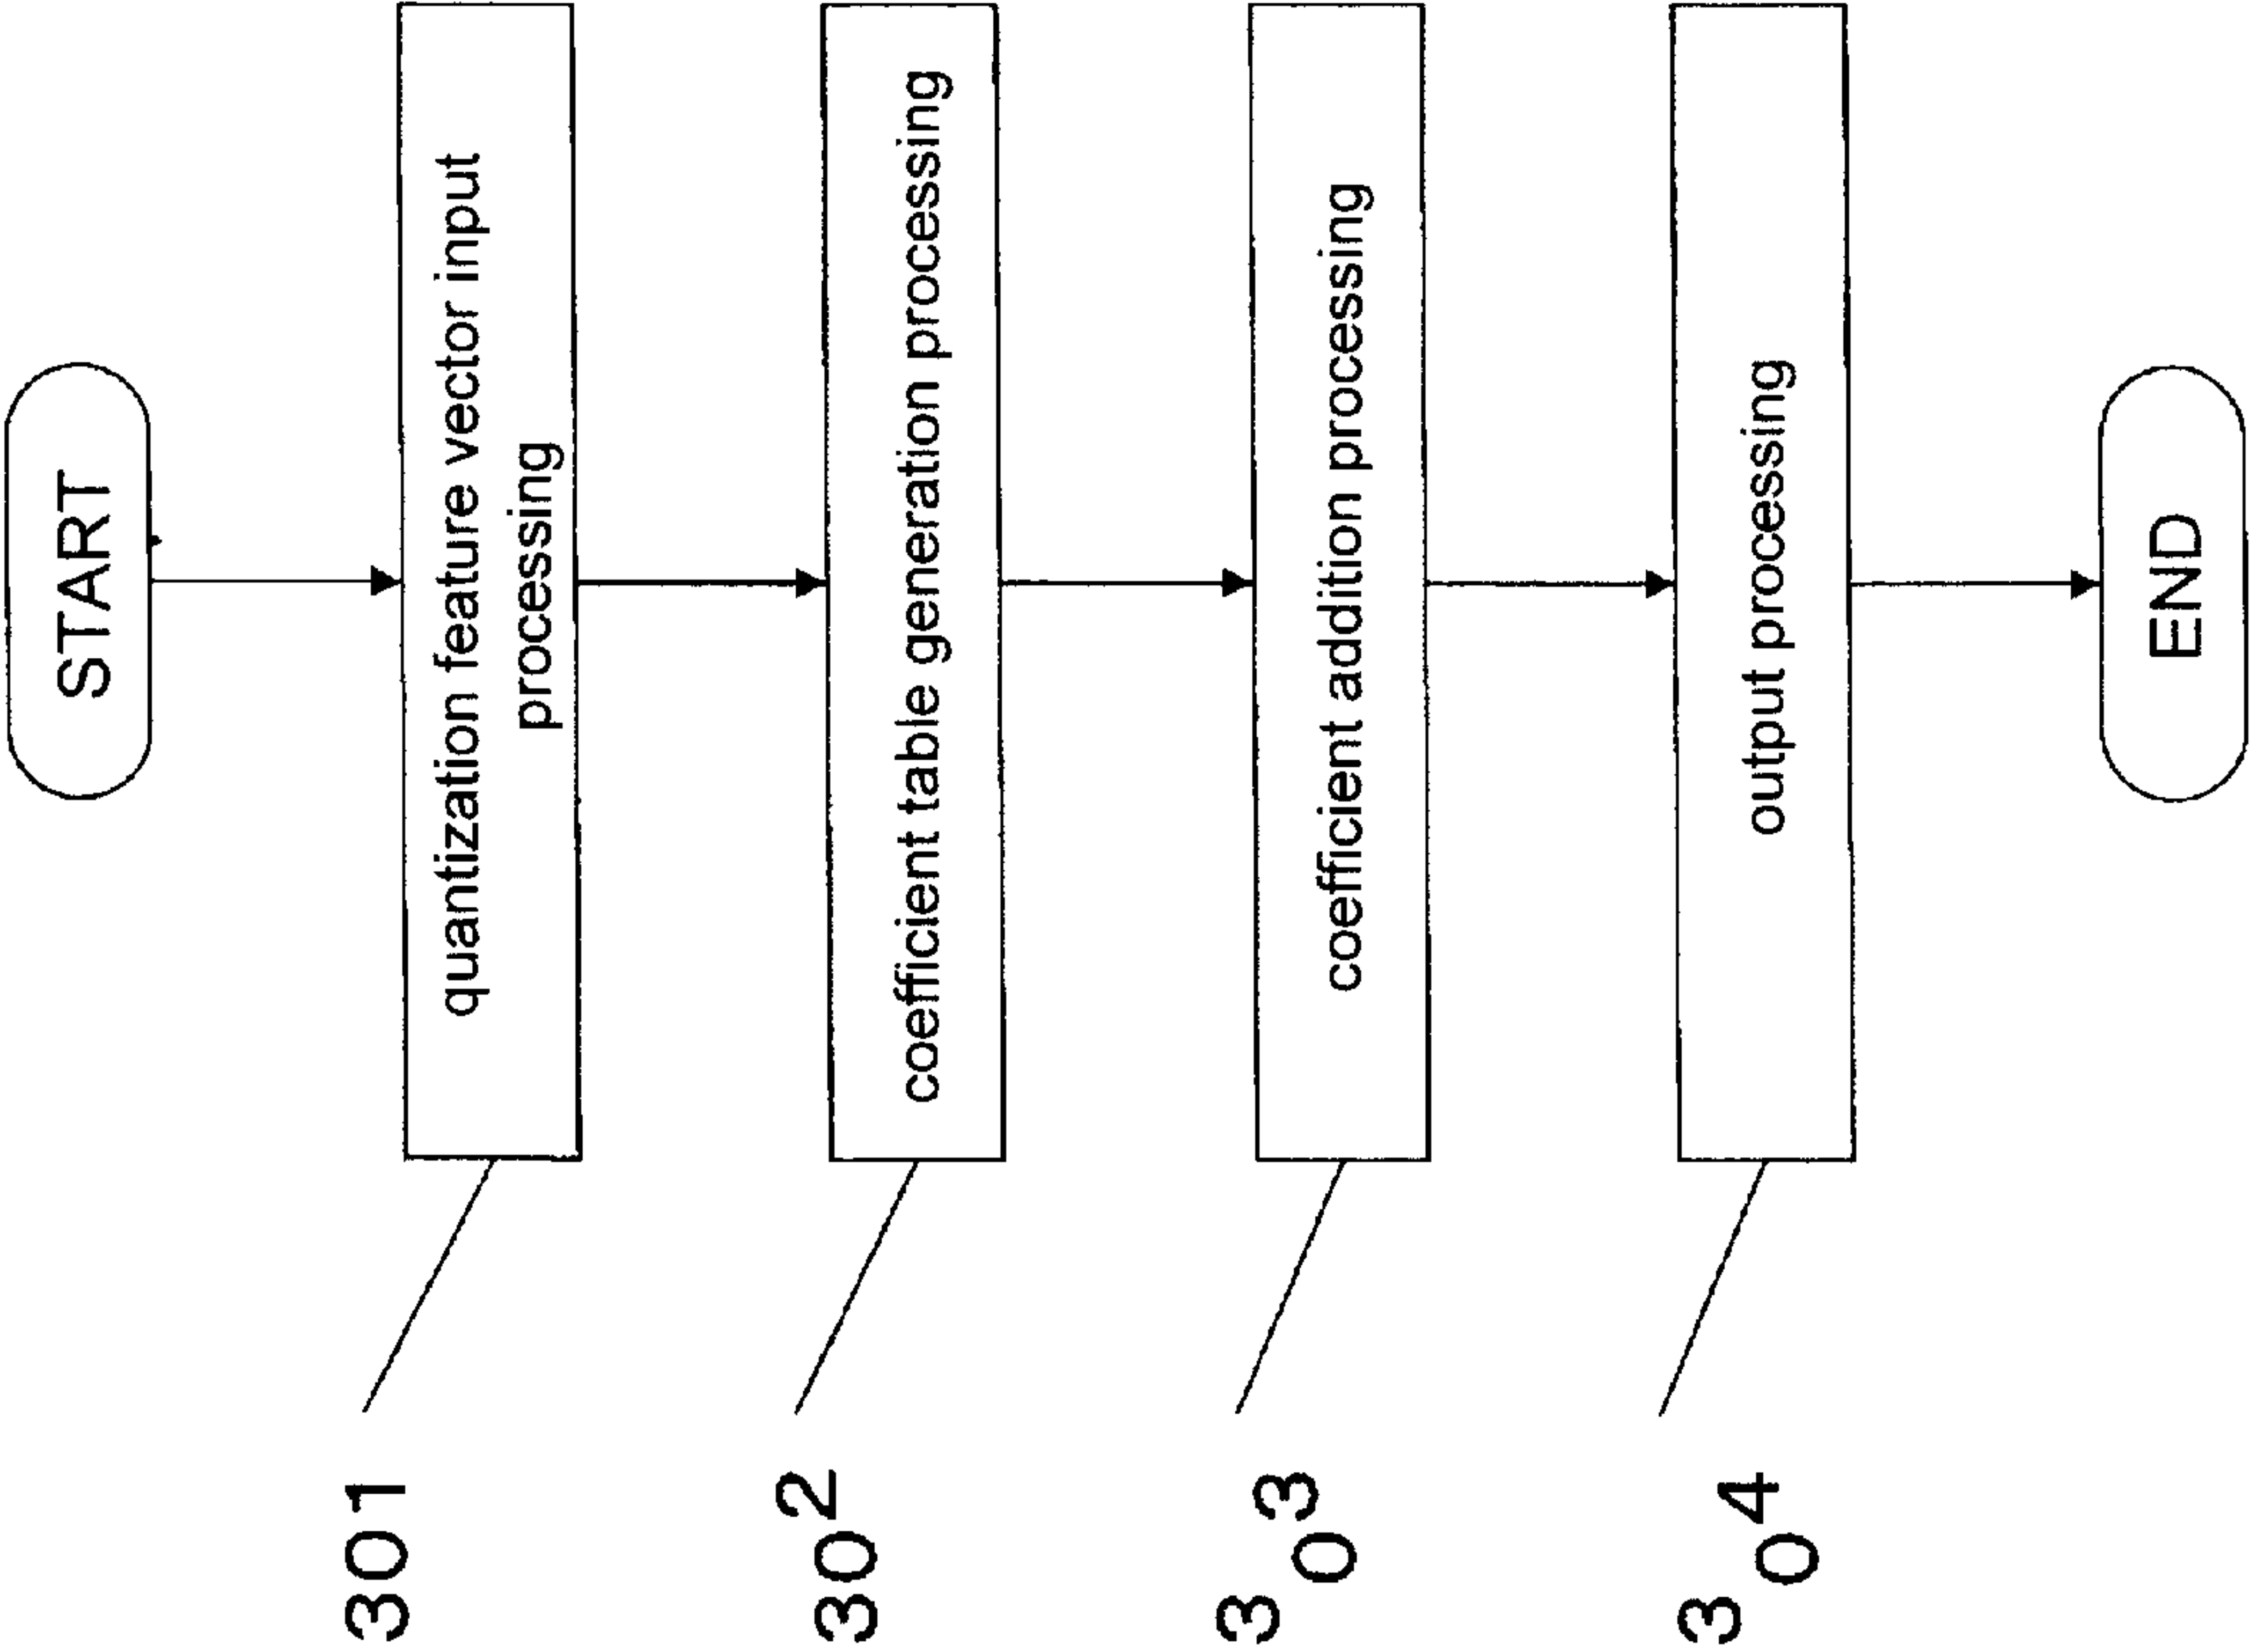 START
301
quantization feature vector input
processing
302
coefficient table generation processing
303
coefficient addition processing
304
output processing
END